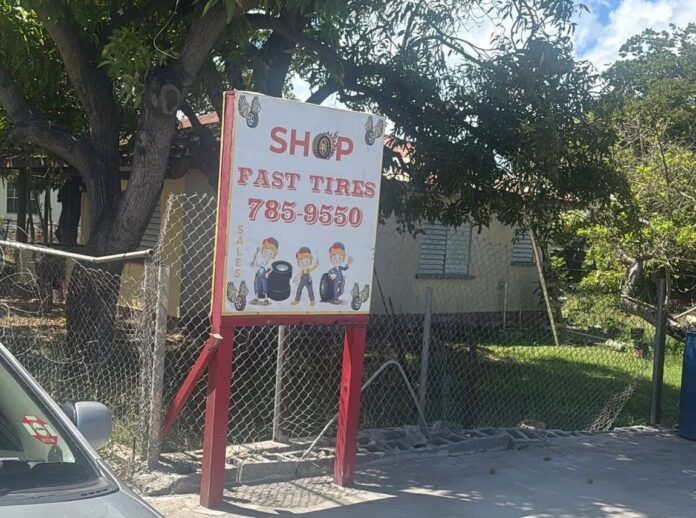 SHOP
FAST TIRES
785-9550
SALES